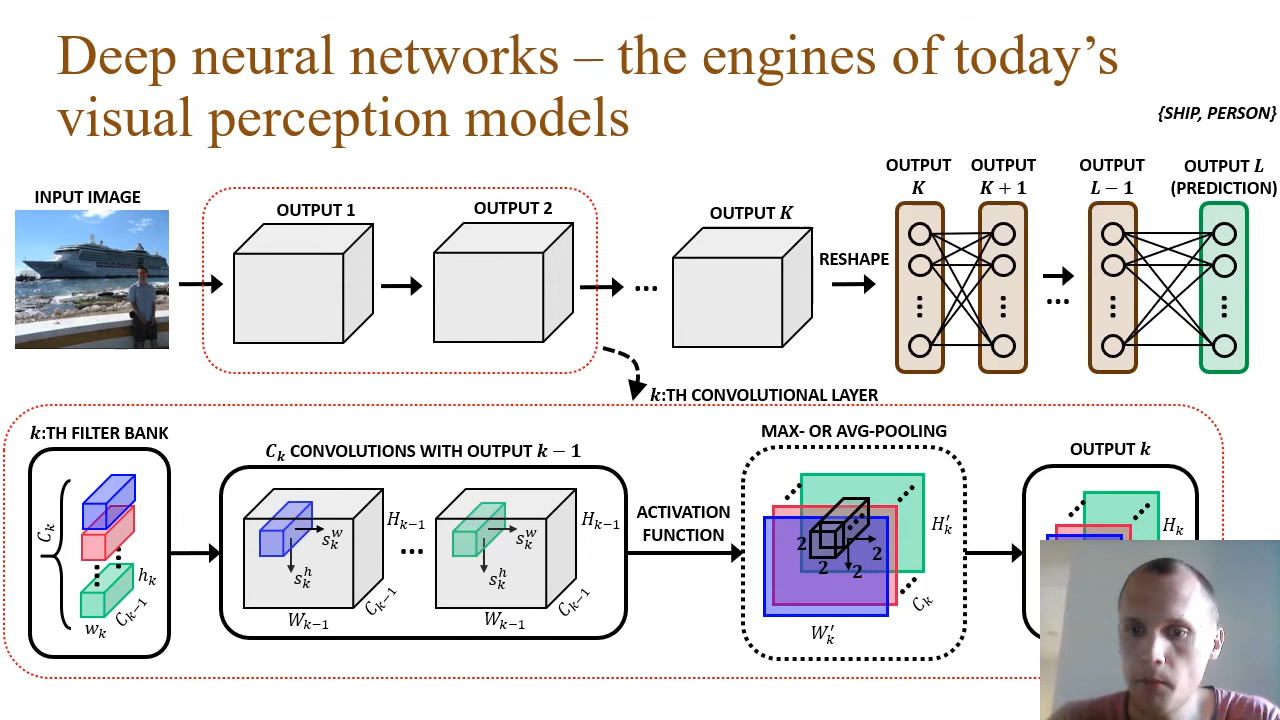 Deep neural networks – the engines of today's
visual perception models
{SHIP, PERSON}
INPUT IMAGE
OUTPUT 1
OUTPUT 2
...
OUTPUT K
RESHAPE
OUTPUT
K
OUTPUT
K + 1
...
OUTPUT
L − 1
OUTPUT L
(PREDICTION)
k:TH CONVOLUTIONAL LAYER
k:TH FILTER BANK
C_k
h_k
C_{k−1}
w_k
C_k CONVOLUTIONS WITH OUTPUT k − 1
s_k^w
s_k^h
H_{k−1}
W_{k−1}
C_{k−1}
...
s_k^w
s_k^h
H_{k−1}
W_{k−1}
C_{k−1}
ACTIVATION
FUNCTION
MAX- OR AVG-POOLING
2
2
2
2
H_k′
W_k′
C_k
OUTPUT k
H_k